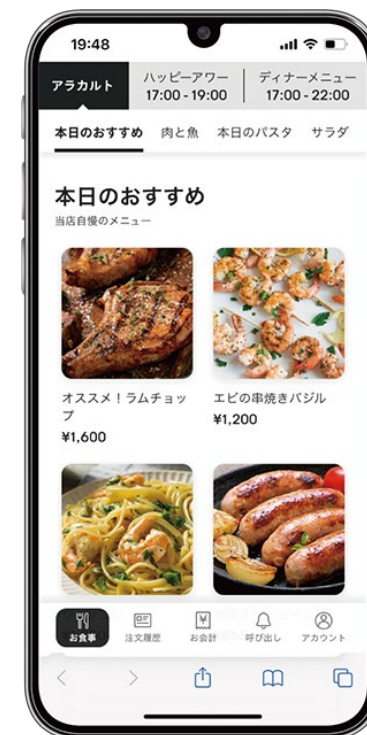 19:48
アラカルト
ハッピーアワー
17:00 - 19:00
ディナーメニュー
17:00 - 22:00
本日のおすすめ 肉と魚 本日のパスタ サラダ
本日のおすすめ
当店自慢のメニュー
オススメ！ラムチョッ
プ
¥1,600
エビの串焼きバジル
¥1,200
お食事 注文履歴 お会計 呼び出し アカウント